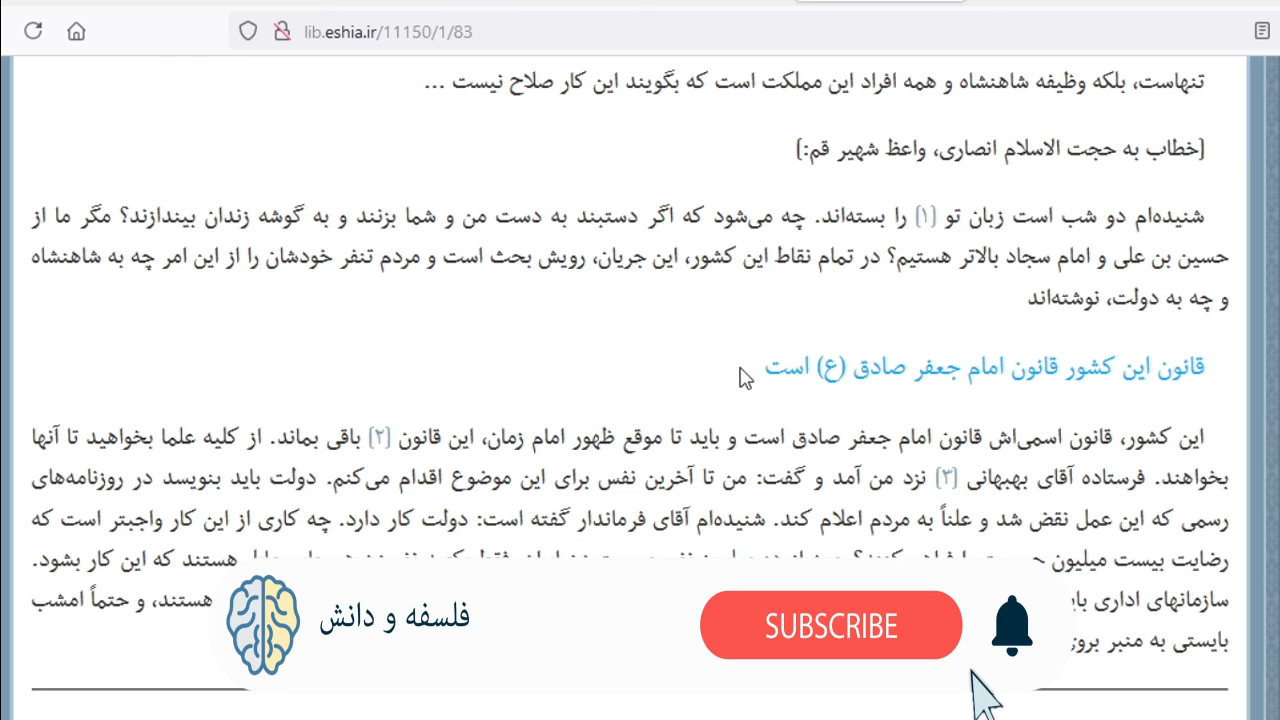 lib.eshia.ir/11150/1/83
تنهاست، بلکه وظیفه شاهنشاه و همه افراد این مملکت است که بگویند این کار صلاح نیست ...
[خطاب به حجت الاسلام انصاری، واعظ شهیر قم:]
شنیده‌ام دو شب است زبان تو [۱] را بسته‌اند. چه می‌شود که اگر دستبند به دست من و شما بزنند و به گوشه زندان بیندازند؟ مگر ما از
حسین بن علی و امام سجاد بالاتر هستیم؟ در تمام نقاط این کشور، این جریان، رویش بحث است و مردم تنفر خودشان را از این امر چه به شاهنشاه
و چه به دولت، نوشته‌اند
قانون این کشور قانون امام جعفر صادق (ع) است
این کشور، قانون اسمی‌اش قانون امام جعفر صادق است و باید تا موقع ظهور امام زمان، این قانون [۲] باقی بماند. از کلیه علما بخواهید تا آنها
بخواهند. فرستاده آقای بهبهانی [۳] نزد من آمد و گفت: من تا آخرین نفس برای این موضوع اقدام می‌کنم. دولت باید بنویسد در روزنامه‌های
رسمی که این عمل نقض شد و علناً به مردم اعلام کند. شنیده‌ام آقای فرماندار گفته است: دولت کار دارد. چه کاری از این کار واجبتر است که
رضایت بیست میلیون هستند که این کار بشود.
سازمانهای اداری هستند، و حتماً امشب
بایستی به منبر
فلسفه و دانش
SUBSCRIBE